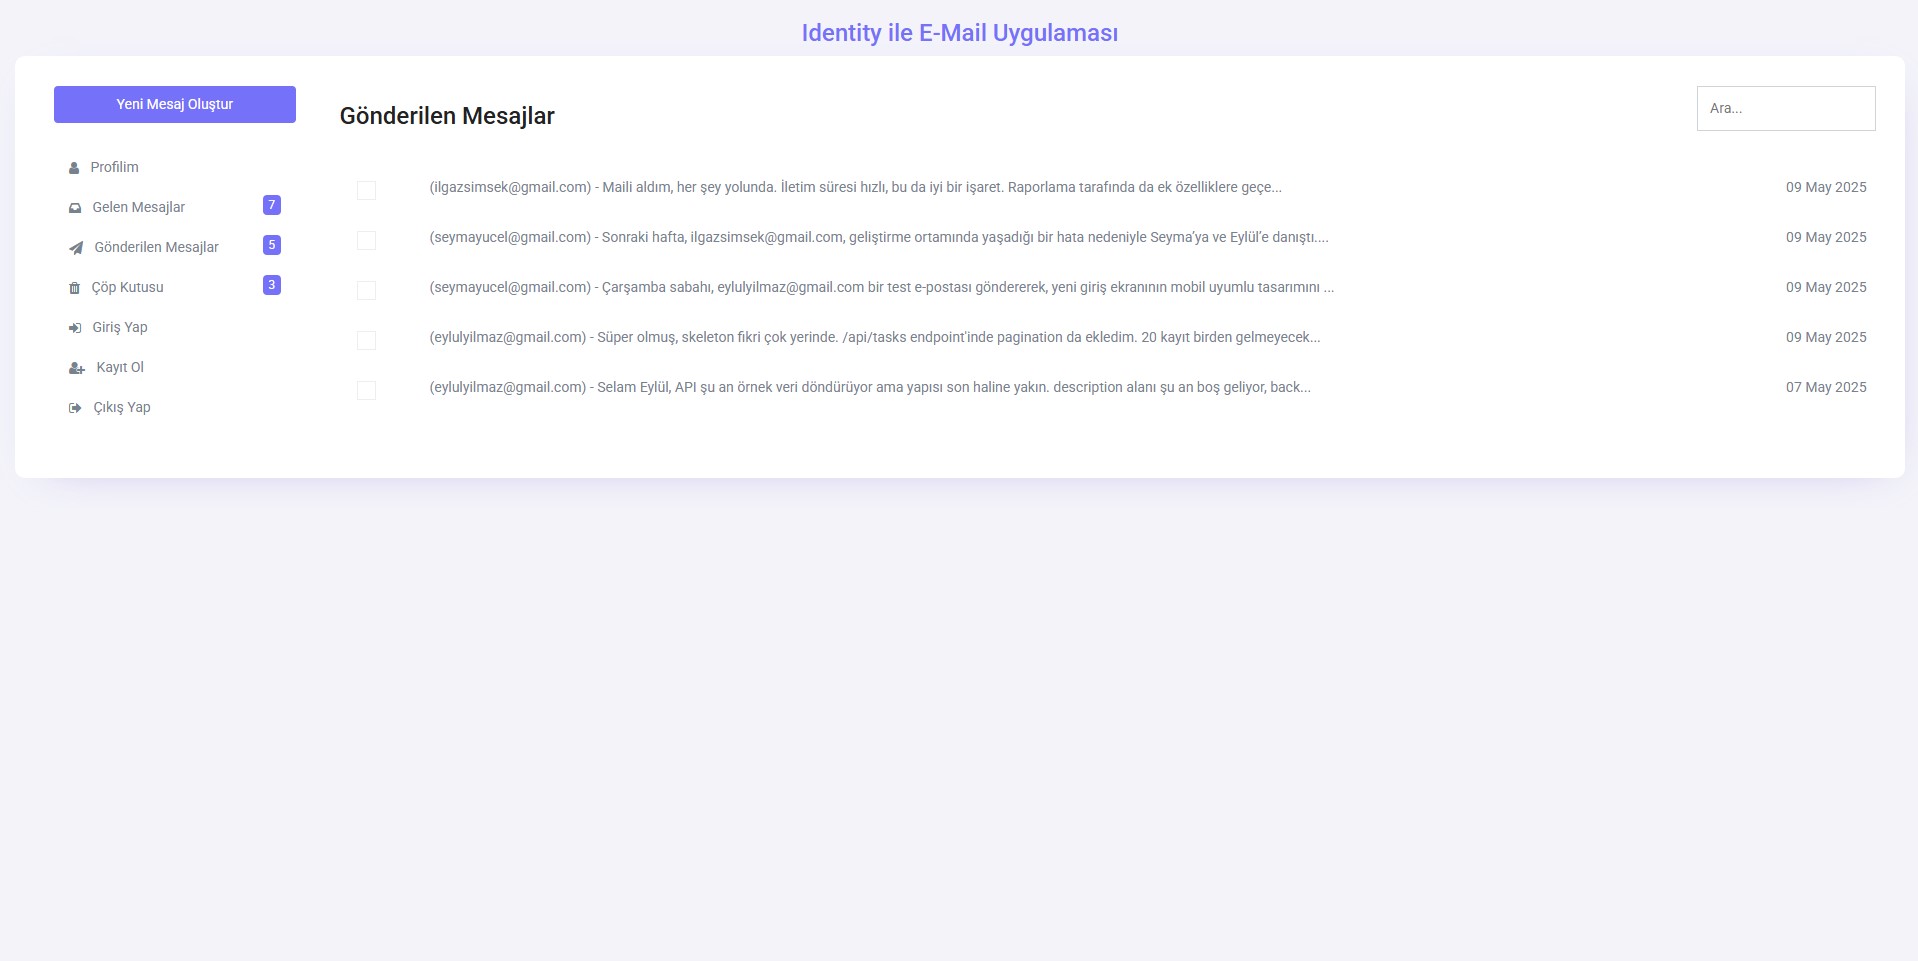 Identity ile E-Mail Uygulaması
Yeni Mesaj Oluştur
Profilim
Gelen Mesajlar 7
Gönderilen Mesajlar 5
Çöp Kutusu 3
Giriş Yap
Kayıt Ol
Çıkış Yap
Gönderilen Mesajlar
Ara...
(ilgazsimsek@gmail.com) - Maili aldım, her şey yolunda. İletim süresi hızlı, bu da iyi bir işaret. Raporlama tarafında da ek özelliklere geçe... 09 May 2025
(seymayucel@gmail.com) - Sonraki hafta, ilgazsimsek@gmail.com, geliştirme ortamında yaşadığı bir hata nedeniyle Seyma’ya ve Eylül’e danıştı.... 09 May 2025
(seymayucel@gmail.com) - Çarşamba sabahı, eylulyilmaz@gmail.com bir test e-postası göndererek, yeni giriş ekranının mobil uyumlu tasarımını ... 09 May 2025
(eylulyilmaz@gmail.com) - Süper olmuş, skeleton fikri çok yerinde. /api/tasks endpoint'inde pagination da ekledim. 20 kayıt birden gelmeyecek... 09 May 2025
(eylulyilmaz@gmail.com) - Selam Eylül, API şu an örnek veri döndürüyor ama yapısı son haline yakın. description alanı şu an boş geliyor, back... 07 May 2025